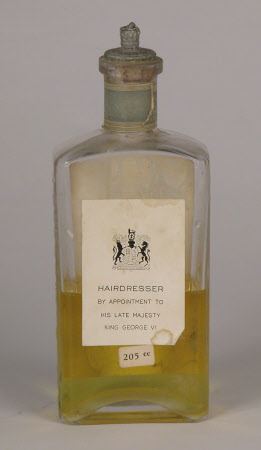 HAIRDRESSER
BY APPOINTMENT TO
HIS LATE MAJESTY
KING GEORGE VI
205 cc